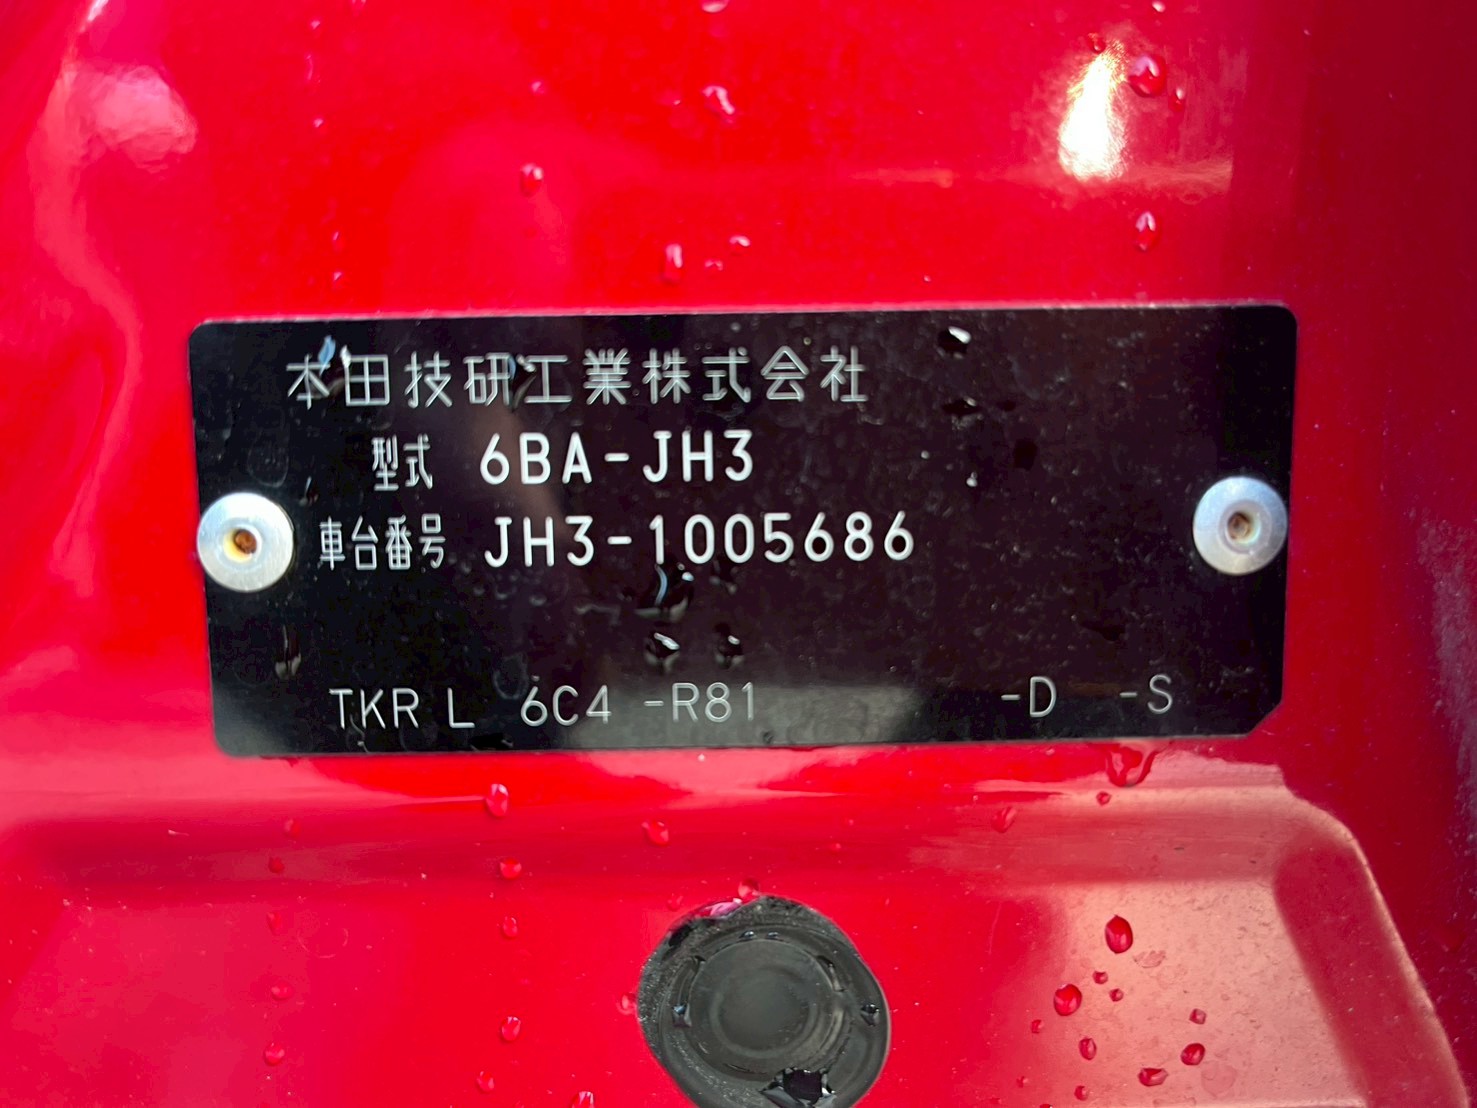 本田技研工業株式会社
型式 6BA-JH3
車台番号 JH3-1005686
TKR L 6C4 -R81 -D -S